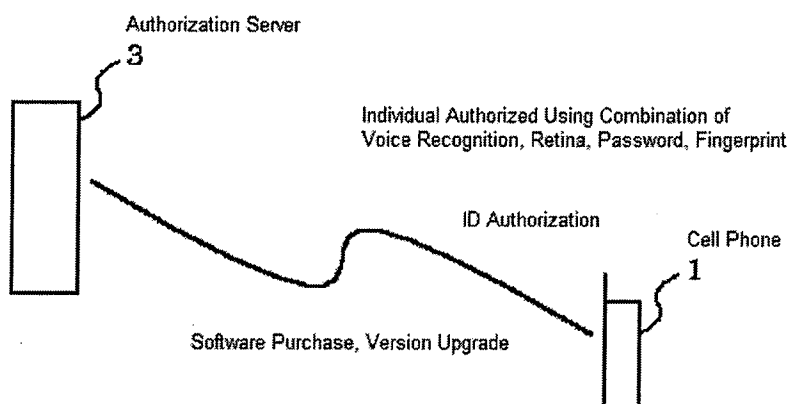 Authorization Server
3
Individual Authorized Using Combination of
Voice Recognition, Retina, Password, Fingerprint
ID Authorization
Cell Phone
1
Software Purchase, Version Upgrade